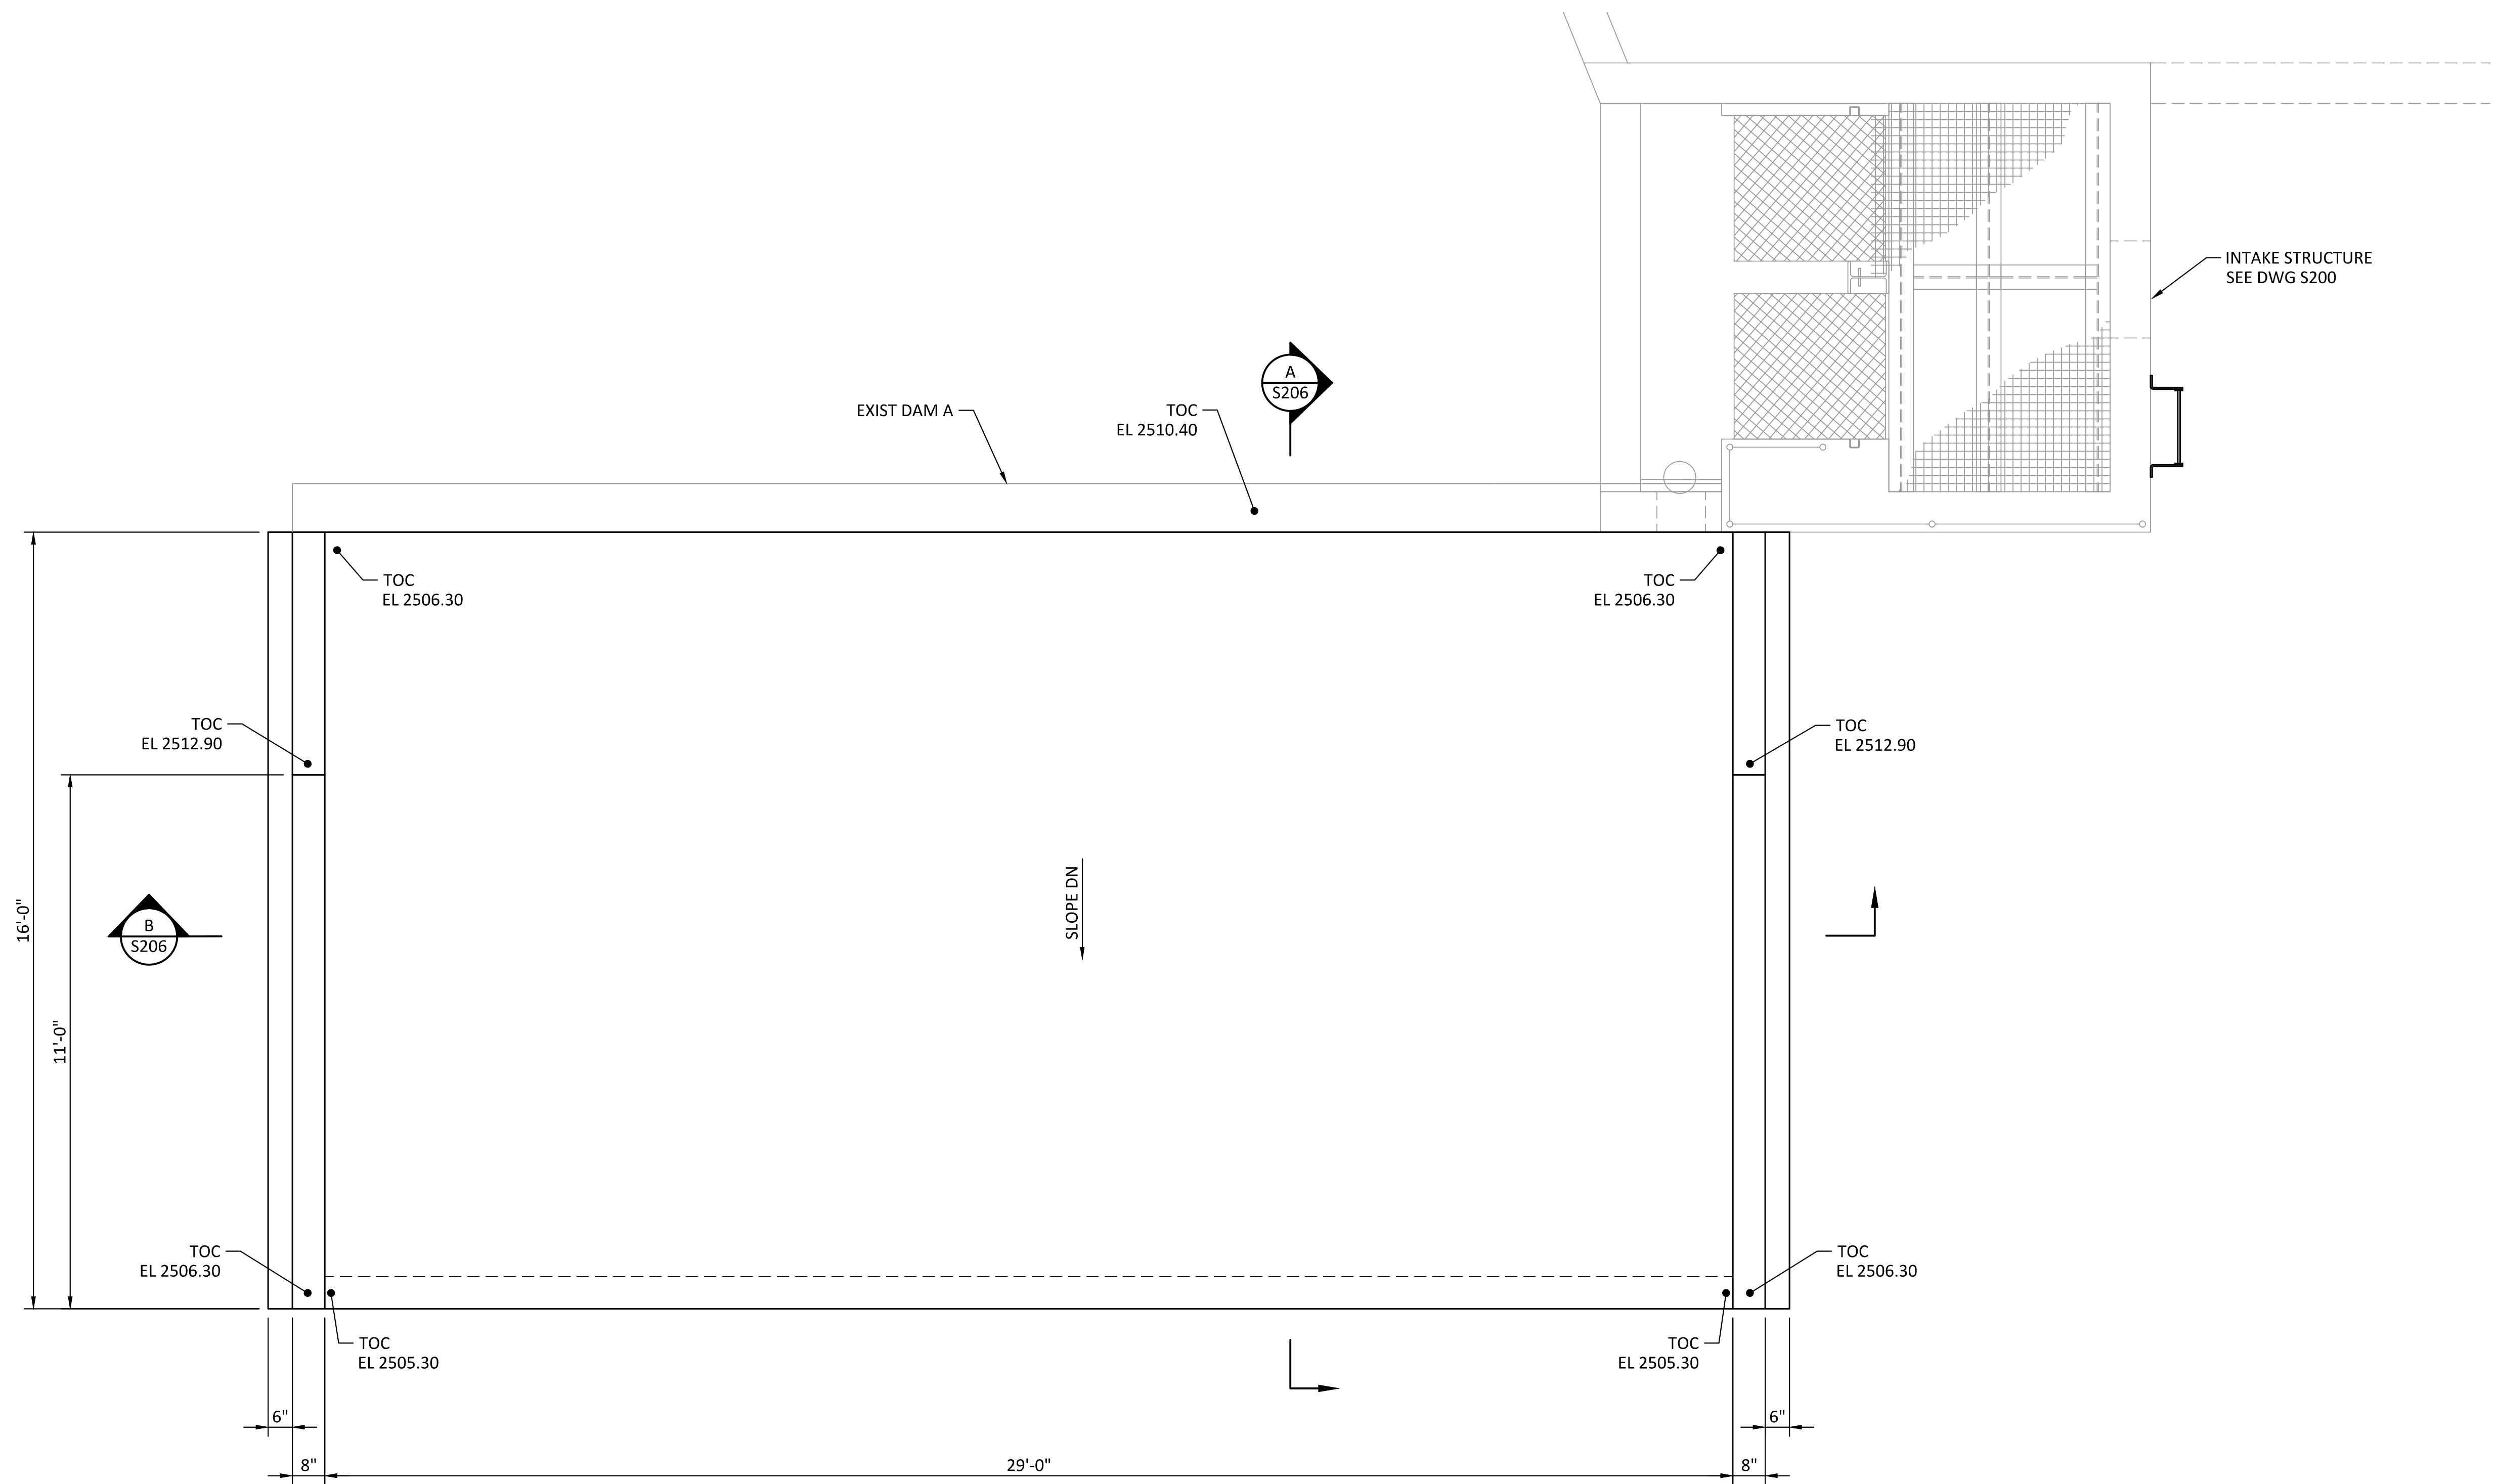 INTAKE STRUCTURE
SEE DWG S200
A
S206
EXIST DAM A
TOC
EL 2510.40
TOC
EL 2506.30
TOC
EL 2506.30
TOC
EL 2512.90
TOC
EL 2512.90
16'-0"
11'-0"
B
S206
SLOPE DN
TOC
EL 2506.30
TOC
EL 2506.30
TOC
EL 2505.30
TOC
EL 2505.30
6"
6"
8"
29'-0"
8"